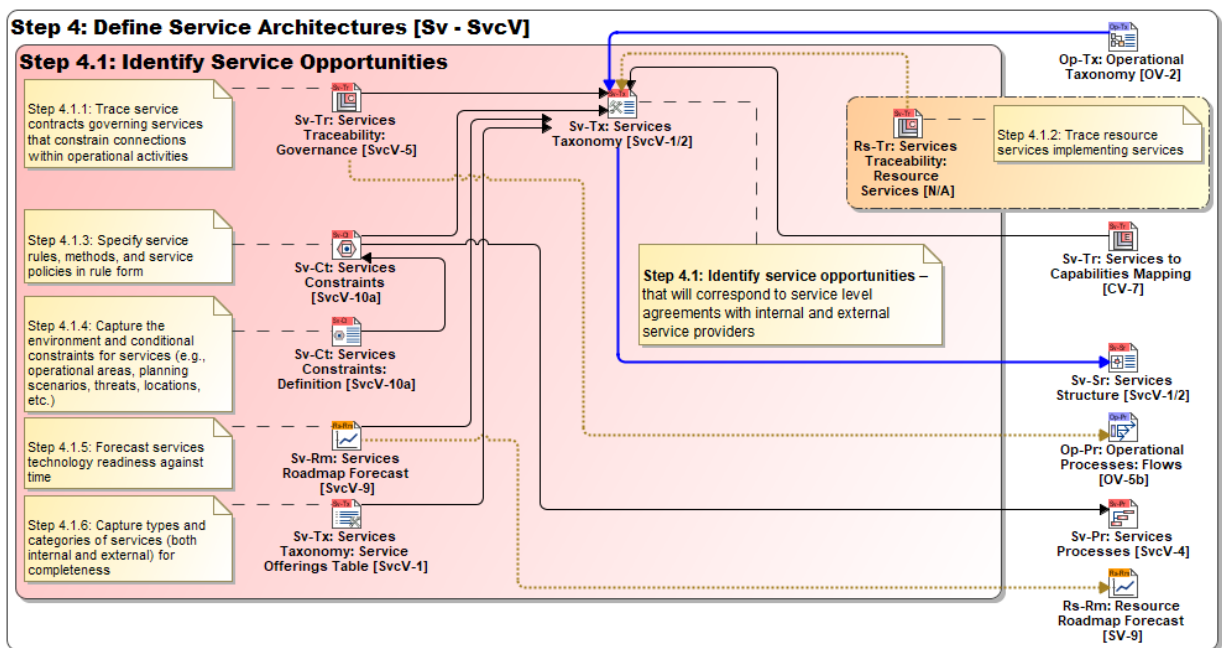 Step 4: Define Service Architectures [Sv - SvcV]
Step 4.1: Identify Service Opportunities
Step 4.1.1: Trace service
contracts governing services
that constrain connections
within operational activities
Sv-Tr
Sv-Tr: Services
Traceability:
Governance [SvcV-5]
Sv-Tx
Sv-Tx: Services
Taxonomy [SvcV-1/2]
Op-Tx
Op-Tx: Operational
Taxonomy [OV-2]
Sv-Tr
Rs-Tr: Services
Traceability:
Resource
Services [N/A]
Step 4.1.2: Trace resource
services implementing services
Step 4.1.3: Specify service
rules, methods, and service
policies in rule form
Sv-Ct
Sv-Ct: Services
Constraints
[SvcV-10a]
Step 4.1: Identify service opportunities –
that will correspond to service level
agreements with internal and external
service providers
Sv-Tr
Sv-Tr: Services to
Capabilities Mapping
[CV-7]
Step 4.1.4: Capture the
environment and conditional
constraints for services (e.g.,
operational areas, planning
scenarios, threats, locations,
etc.)
Sv-Ct
Sv-Ct: Services
Constraints:
Definition [SvcV-10a]
Sv-Sr
Sv-Sr: Services
Structure [SvcV-1/2]
Step 4.1.5: Forecast services
technology readiness against
time
Rs-Rm
Sv-Rm: Services
Roadmap Forecast
[SvcV-9]
Op-Pr
Op-Pr: Operational
Processes: Flows
[OV-5b]
Step 4.1.6: Capture types and
categories of services (both
internal and external) for
completeness
Sv-Tx
Sv-Tx: Services
Taxonomy: Service
Offerings Table [SvcV-1]
Sv-Pr
Sv-Pr: Services
Processes [SvcV-4]
Rs-Rm
Rs-Rm: Resource
Roadmap Forecast
[SV-9]